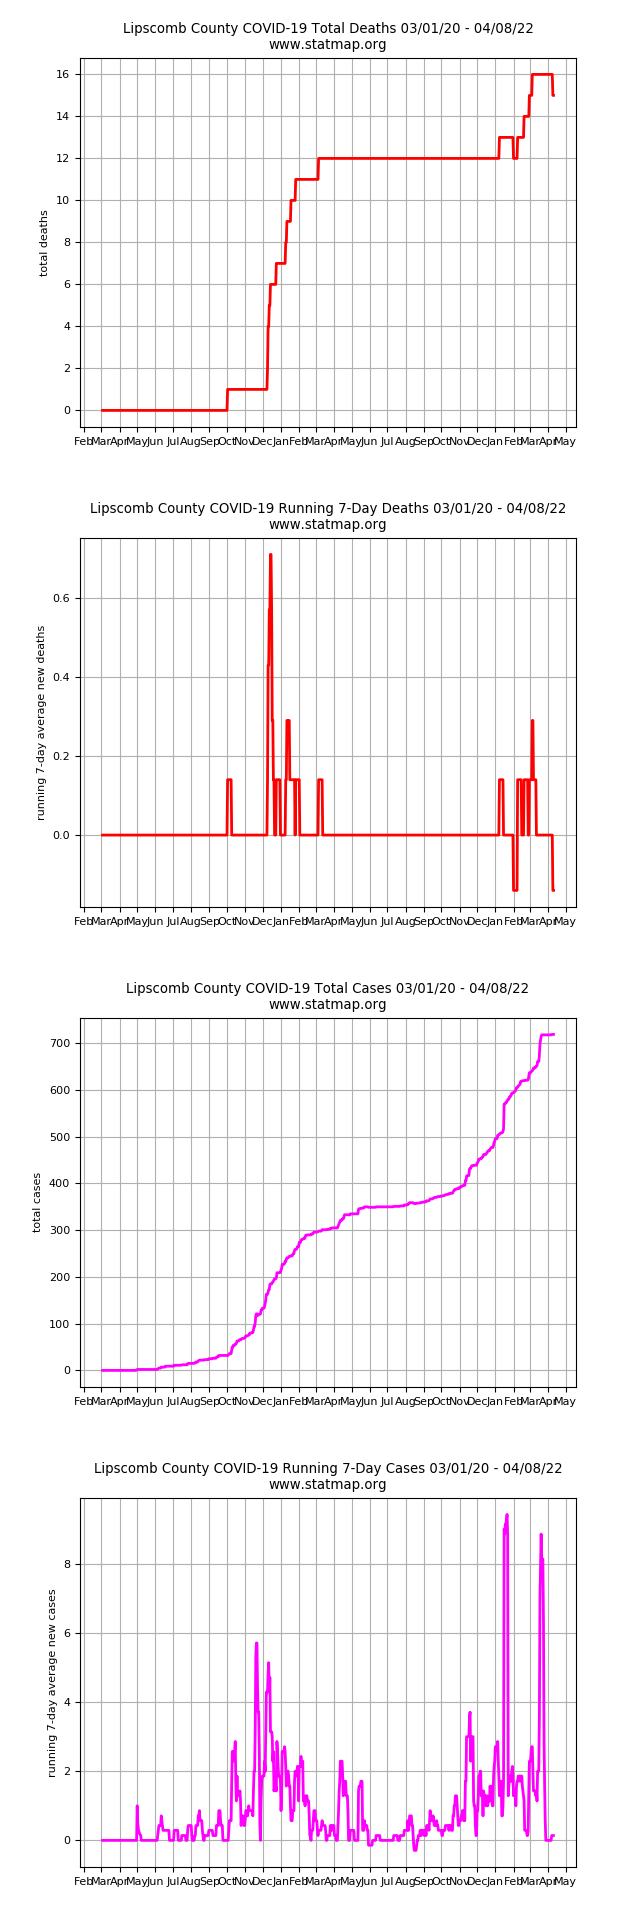 Lipscomb County COVID-19 Total Deaths 03/01/20 - 04/08/22
www.statmap.org
total deaths
16
14
12
10
8
6
4
2
0
Feb Mar Apr May Jun Jul Aug Sep Oct Nov Dec Jan Feb Mar Apr May Jun Jul Aug Sep Oct Nov Dec Jan Feb Mar Apr May
Lipscomb County COVID-19 Running 7-Day Deaths 03/01/20 - 04/08/22
www.statmap.org
running 7-day average new deaths
0.6
0.4
0.2
0.0
Feb Mar Apr May Jun Jul Aug Sep Oct Nov Dec Jan Feb Mar Apr May Jun Jul Aug Sep Oct Nov Dec Jan Feb Mar Apr May
Lipscomb County COVID-19 Total Cases 03/01/20 - 04/08/22
www.statmap.org
total cases
700
600
500
400
300
200
100
0
Feb Mar Apr May Jun Jul Aug Sep Oct Nov Dec Jan Feb Mar Apr May Jun Jul Aug Sep Oct Nov Dec Jan Feb Mar Apr May
Lipscomb County COVID-19 Running 7-Day Cases 03/01/20 - 04/08/22
www.statmap.org
running 7-day average new cases
8
6
4
2
0
Feb Mar Apr May Jun Jul Aug Sep Oct Nov Dec Jan Feb Mar Apr May Jun Jul Aug Sep Oct Nov Dec Jan Feb Mar Apr May